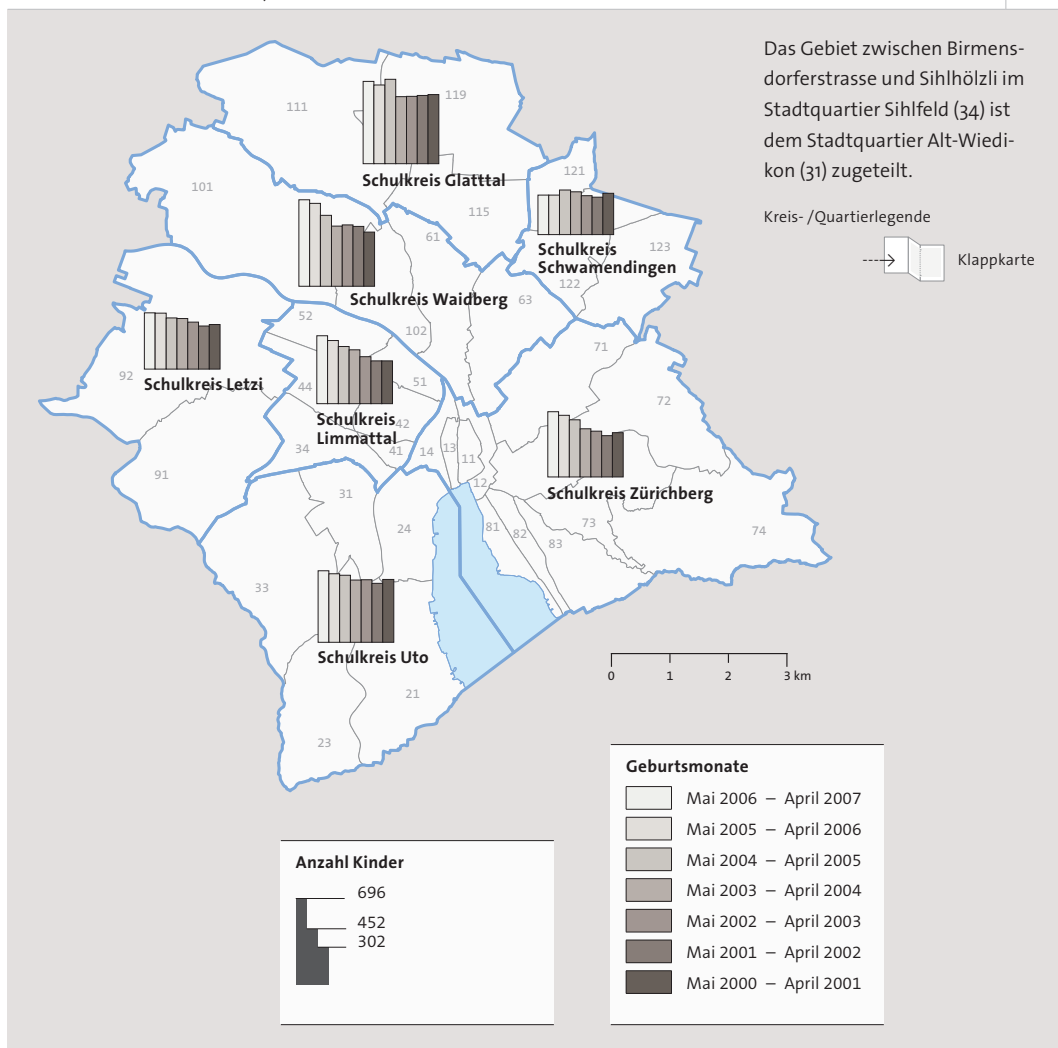 Das Gebiet zwischen Birmens-
dorferstrasse und Sihlhölzli im
Stadtquartier Sihlfeld (34) ist
dem Stadtquartier Alt-Wiedi-
kon (31) zugeteilt.
Kreis- /Quartierlegende
Klappkarte
111
119
Schulkreis Glatttal
101
115
121
61
Schulkreis
Schwamendingen
123
122
Schulkreis Waidberg
63
52
102
71
92
Schulkreis Letzi
44
51
72
Schulkreis
Limmattal
42
34
41
14
13
11
12
91
Schulkreis Zürichberg
31
24
81
82
83
73
74
33
Schulkreis Uto
21
23
0 1 2 3 km
Geburtsmonate
Mai 2006 – April 2007
Mai 2005 – April 2006
Mai 2004 – April 2005
Mai 2003 – April 2004
Mai 2002 – April 2003
Mai 2001 – April 2002
Mai 2000 – April 2001
Anzahl Kinder
696
452
302